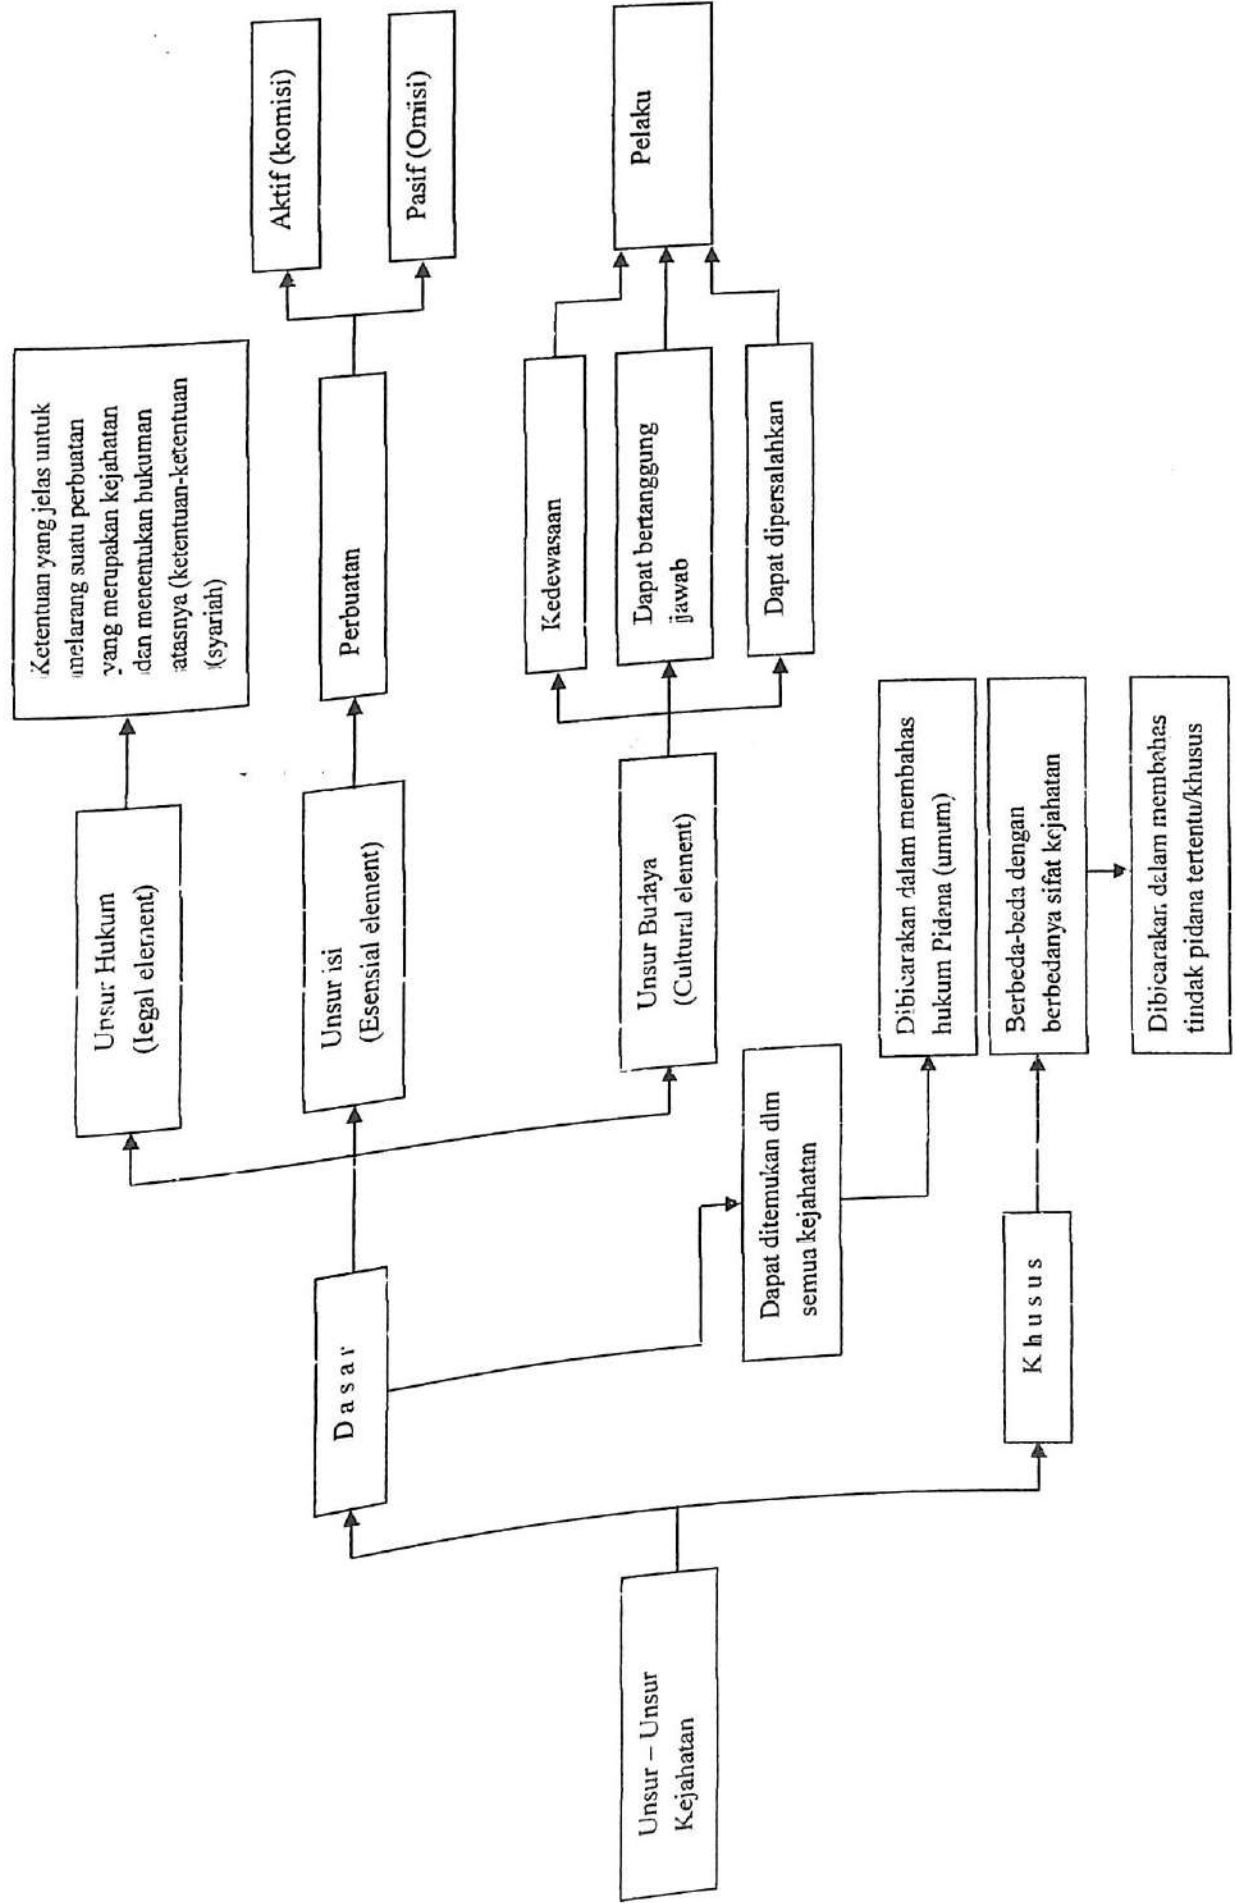 Unsur – Unsur
Kejahatan
D a s a r
K h u s u s
Unsur Hukum
(legal element)
Unsur isi
(Esensial element)
Unsur Budaya
(Cultural element)
Dapat ditemukan dlm
semua kejahatan
Ketentuan yang jelas untuk
melarang suatu perbuatan
yang merupakan kejahatan
dan menentukan hukuman
atasnya (ketentuan-ketentuan
(syariah)
Perbuatan
Kedewasaan
Dapat bertanggung
jawab
Dapat dipersalahkan
Dibicarakan dalam membahas
hukum Pidana (umum)
Berbeda-beda dengan
berbedanya sifat kejahatan
Dibicarakan dalam membahas
tindak pidana tertentu/khusus
Aktif (komisi)
Pasif (Omisi)
Pelaku